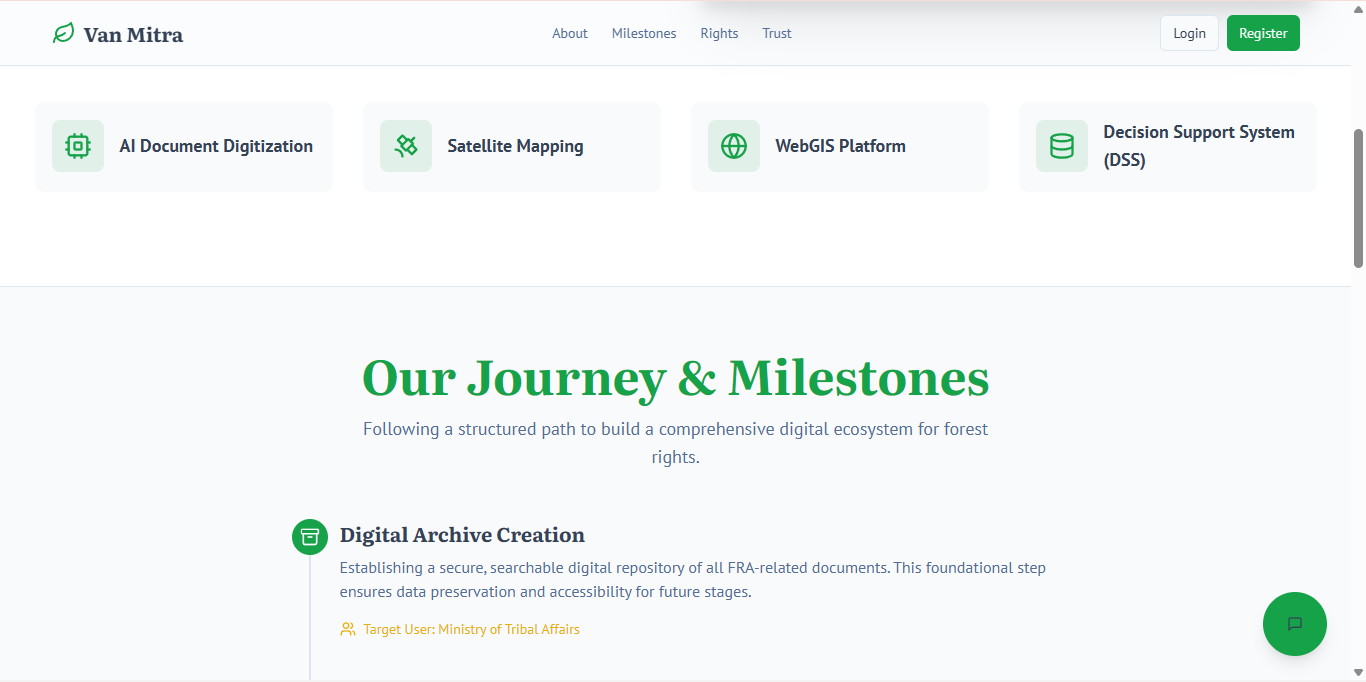 Van Mitra
About
Milestones
Rights
Trust
Login
Register
AI Document Digitization
Satellite Mapping
WebGIS Platform
Decision Support System
(DSS)
Our Journey & Milestones
Following a structured path to build a comprehensive digital ecosystem for forest
rights.
Digital Archive Creation
Establishing a secure, searchable digital repository of all FRA-related documents. This foundational step
ensures data preservation and accessibility for future stages.
Target User: Ministry of Tribal Affairs